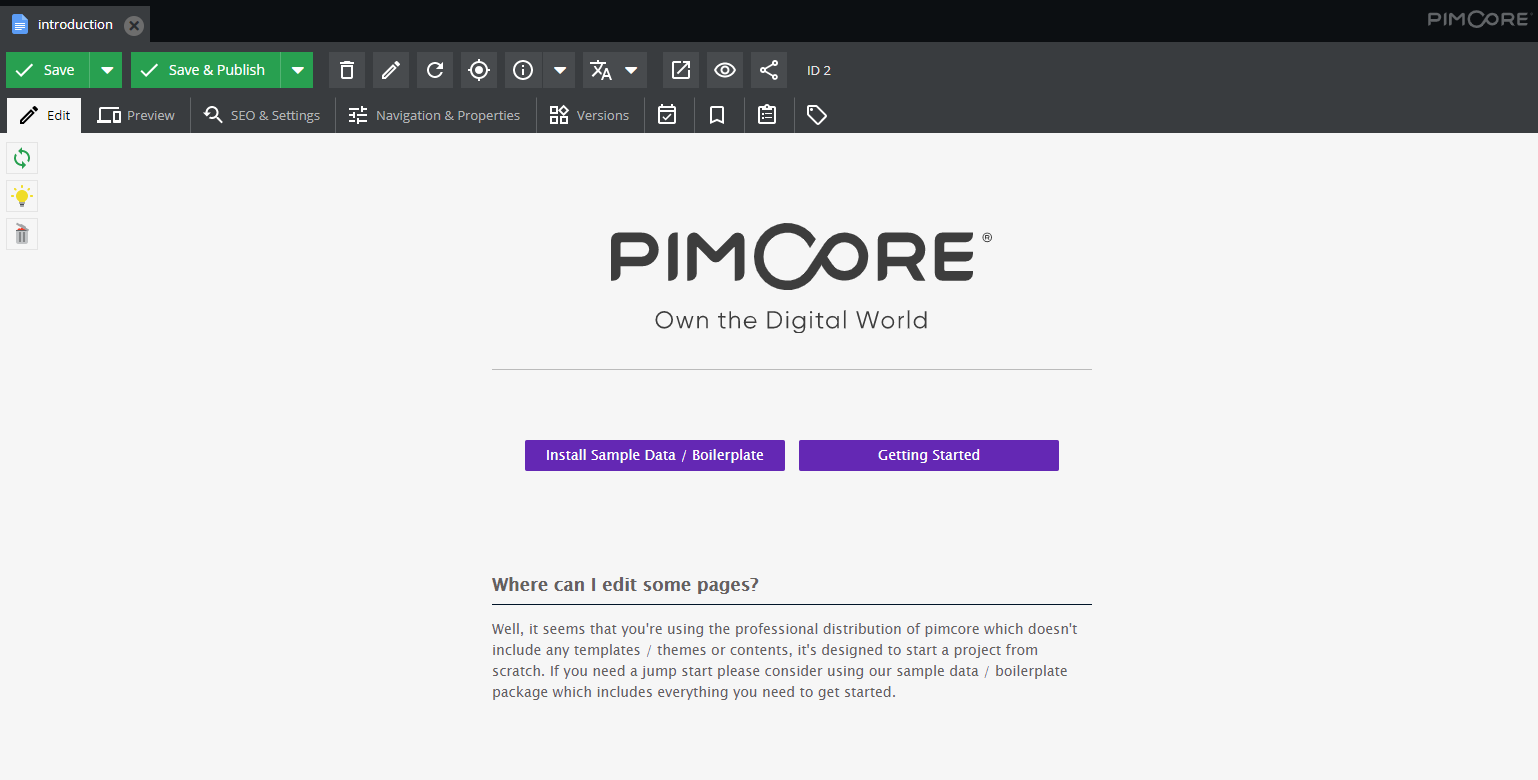 introduction
PIMCORE
Save
Save & Publish
ID 2
Edit
Preview
SEO & Settings
Navigation & Properties
Versions
PIMCORE®
Own the Digital World
Install Sample Data / Boilerplate
Getting Started
Where can I edit some pages?
Well, it seems that you're using the professional distribution of pimcore which doesn't
include any templates / themes or contents, it's designed to start a project from
scratch. If you need a jump start please consider using our sample data / boilerplate
package which includes everything you need to get started.